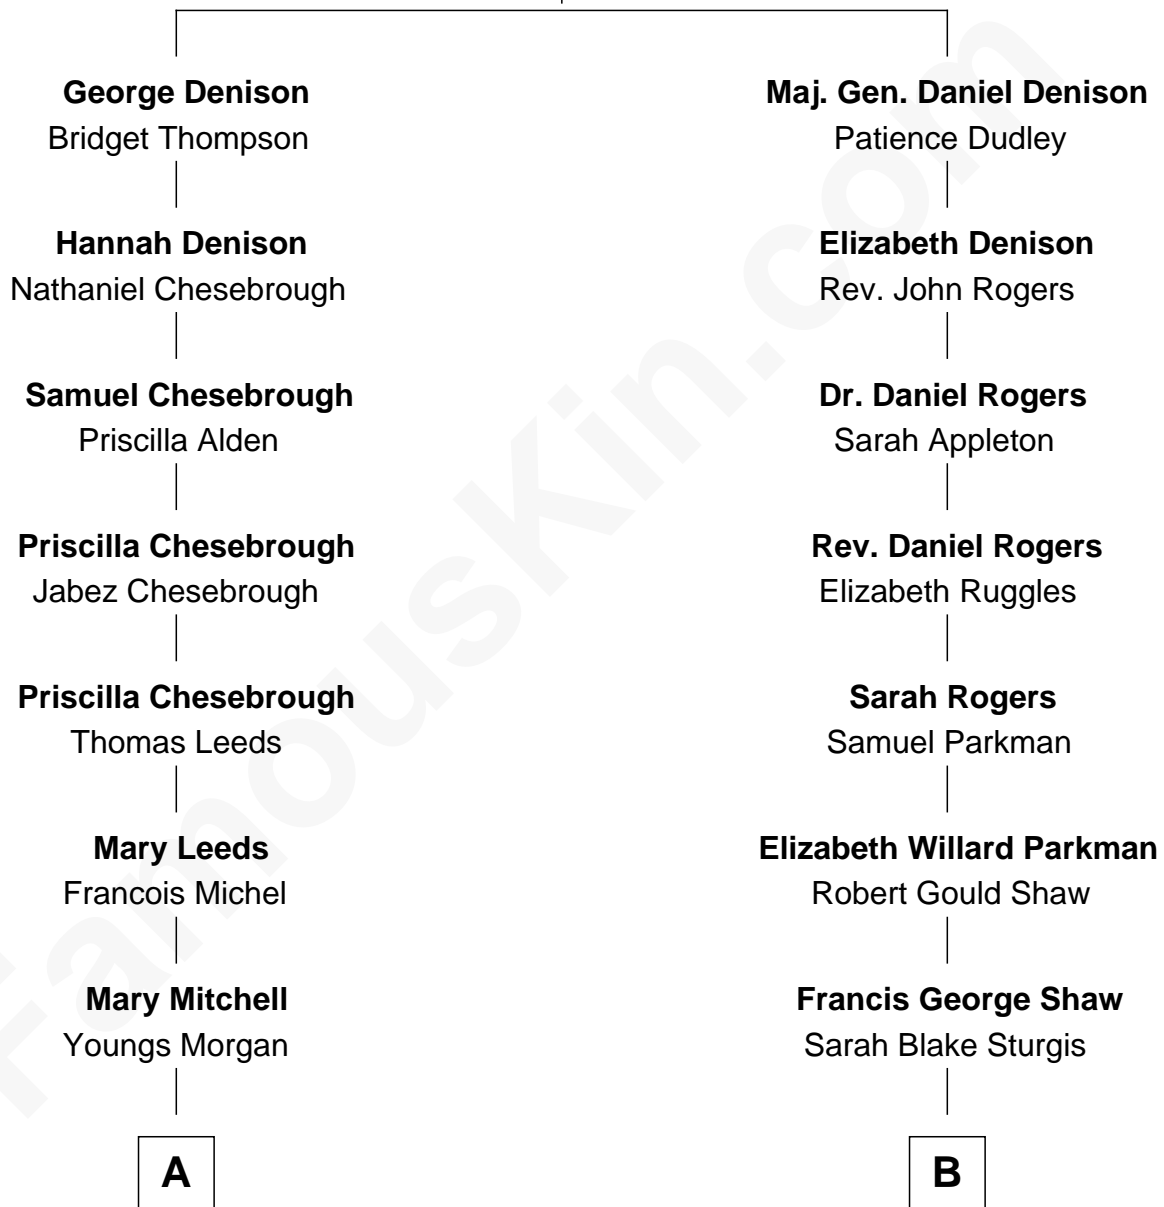 George Denison
Bridget Thompson
Hannah Denison
Nathaniel Chesebrough
Samuel Chesebrough
Priscilla Alden
Priscilla Chesebrough
Jabez Chesebrough
Priscilla Chesebrough
Thomas Leeds
Mary Leeds
Francois Michel
Mary Mitchell
Youngs Morgan
A
Maj. Gen. Daniel Denison
Patience Dudley
Elizabeth Denison
Rev. John Rogers
Dr. Daniel Rogers
Sarah Appleton
Rev. Daniel Rogers
Elizabeth Ruggles
Sarah Rogers
Samuel Parkman
Elizabeth Willard Parkman
Robert Gould Shaw
Francis George Shaw
Sarah Blake Sturgis
B
FamousKin.com